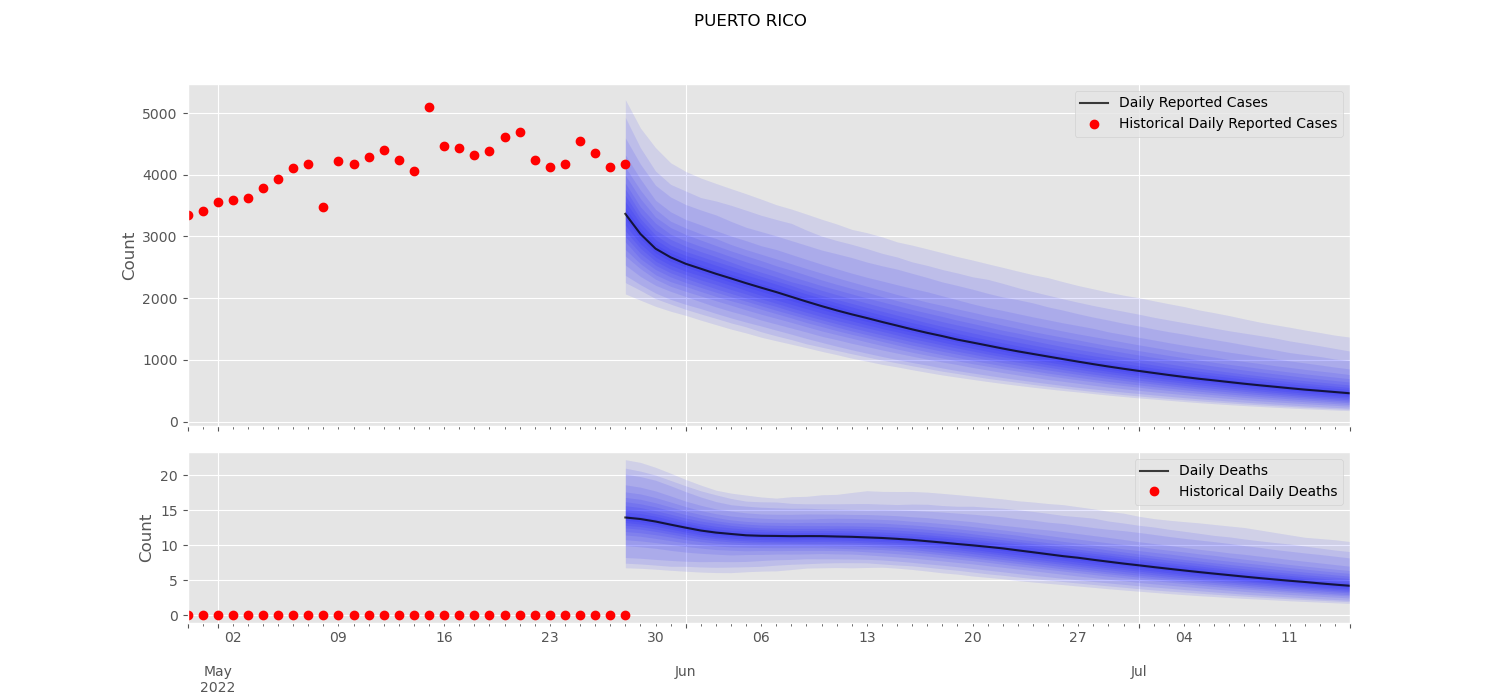 PUERTO RICO
Count
5000
4000
3000
2000
1000
0
Daily Reported Cases
Historical Daily Reported Cases
Count
20
15
10
5
0
Daily Deaths
Historical Daily Deaths
02 09 16 23 30 06 13 20 27 04 11
May Jun Jul
2022